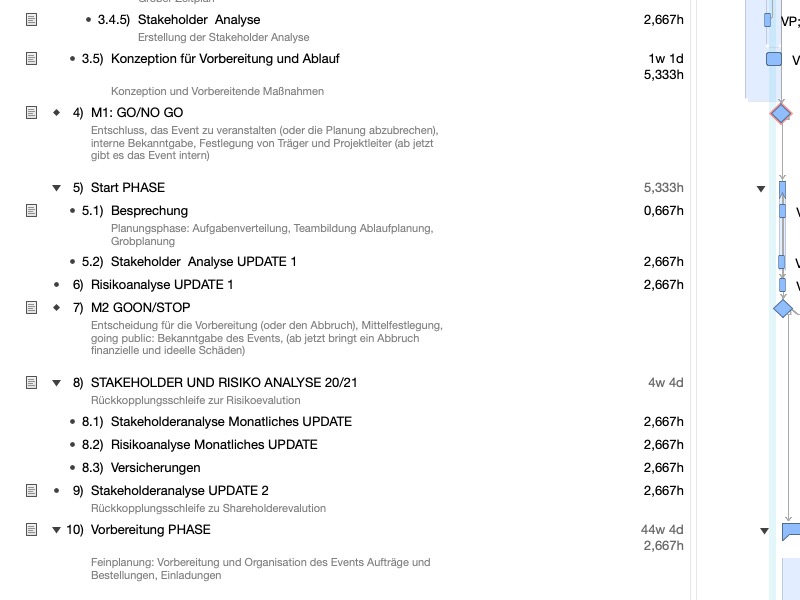 3.4.5) Stakeholder Analyse 2,667h VP;
Erstellung der Stakeholder Analyse
3.5) Konzeption für Vorbereitung und Ablauf 1w 1d V
5,333h
Konzeption und Vorbereitende Maßnahmen
4) M1: GO/NO GO
Entschluss, das Event zu veranstalten (oder die Planung abzubrechen),
interne Bekanntgabe, Festlegung von Träger und Projektleiter (ab jetzt
gibt es das Event intern)
5) Start PHASE 5,333h
5.1) Besprechung 0,667h
Planungsphase: Aufgabenverteilung, Teambildung Ablaufplanung,
Grobplanung
5.2) Stakeholder Analyse UPDATE 1 2,667h
6) Risikoanalyse UPDATE 1 2,667h
7) M2 GOON/STOP
Entscheidung für die Vorbereitung (oder den Abbruch), Mittelfestlegung,
going public: Bekanntgabe des Events, (ab jetzt bringt ein Abbruch
finanzielle und ideelle Schäden)
8) STAKEHOLDER UND RISIKO ANALYSE 20/21 4w 4d
Rückkopplungsschleife zur Risikoevalution
8.1) Stakeholderanalyse Monatliches UPDATE 2,667h
8.2) Risikoanalyse Monatliches UPDATE 2,667h
8.3) Versicherungen 2,667h
9) Stakeholderanalyse UPDATE 2 2,667h
Rückkopplungsschleife zu Shareholderevalution
10) Vorbereitung PHASE 44w 4d
2,667h
Feinplanung: Vorbereitung und Organisation des Events Aufträge und
Bestellungen, Einladungen